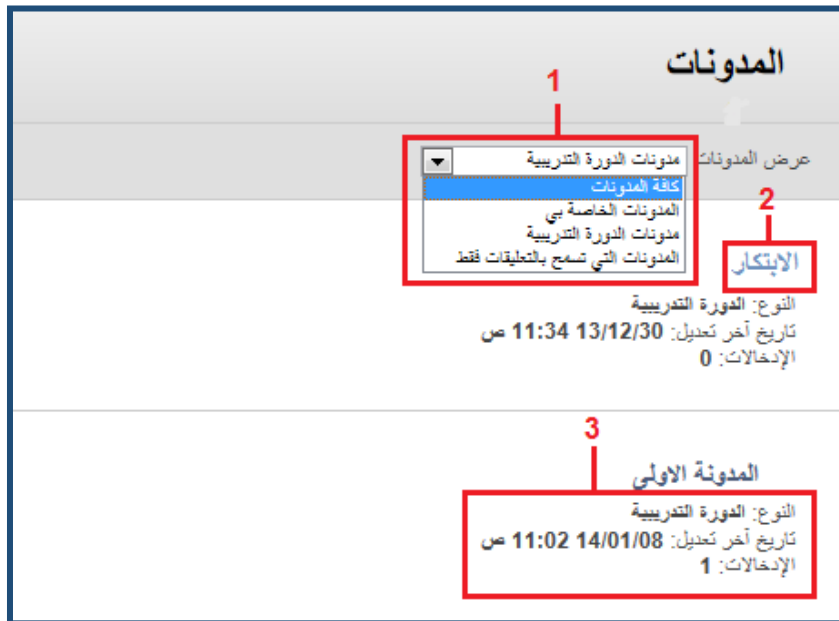 المدونات
1
عرض المدونات مدونات الدورة التدريبية
كافة المدونات
المدونات الخاصة بي
مدونات الدورة التدريبية
المدونات التي تسمح بالتعليقات فقط
2
الابتكار
النوع: الدورة التدريبية
تاريخ آخر تعديل: 13/12/30 11:34 ص
الإدخالات: 0
3
المدونة الاولي
النوع: الدورة التدريبية
تاريخ آخر تعديل: 14/01/08 11:02 ص
الإدخالات: 1